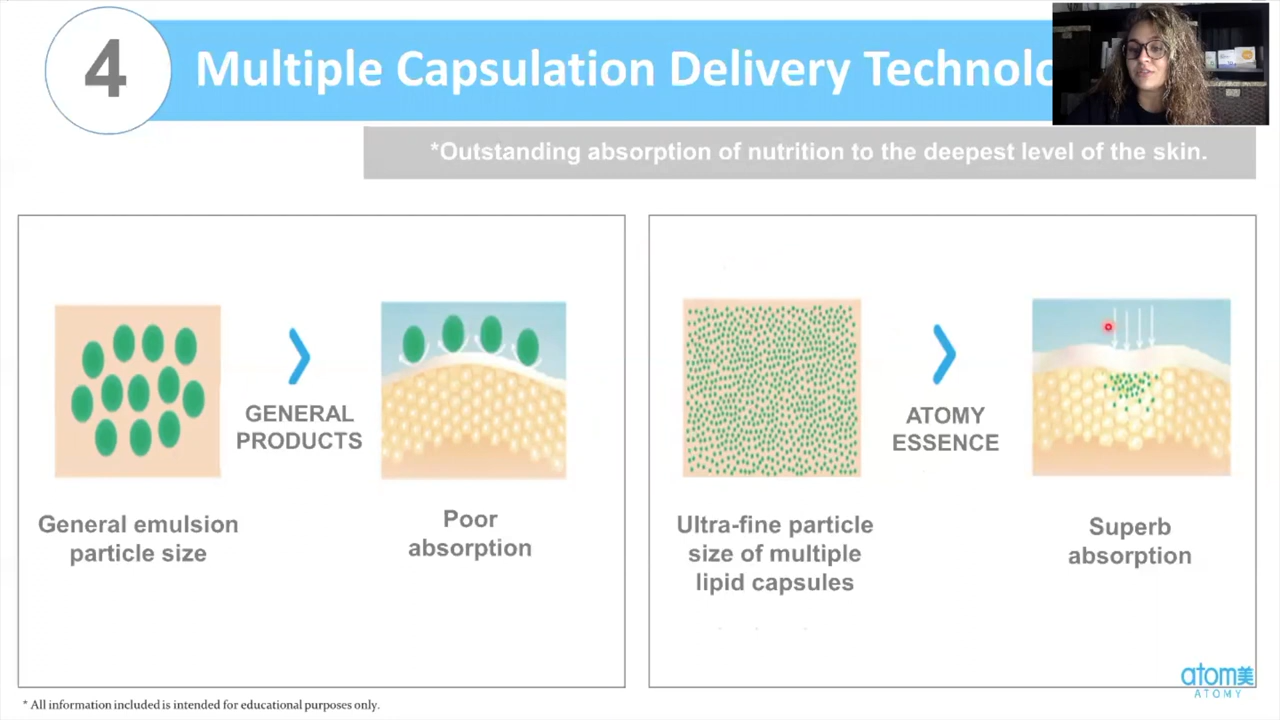 4
Multiple Capsulation Delivery Technolo
*Outstanding absorption of nutrition to the deepest level of the skin.
GENERAL
PRODUCTS
General emulsion
particle size
Poor
absorption
ATOMY
ESSENCE
Ultra-fine particle
size of multiple
lipid capsules
Superb
absorption
atom美
ATOMY
* All information included is intended for educational purposes only.